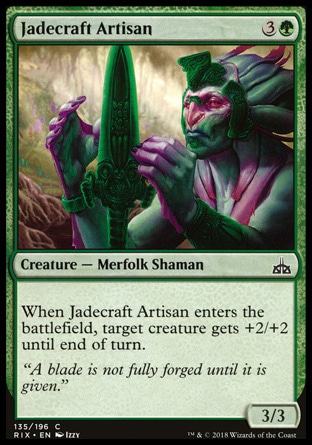 Jadecraft Artisan 3
Creature — Merfolk Shaman
When Jadecraft Artisan enters the
battlefield, target creature gets +2/+2
until end of turn.
“A blade is not fully forged until it is
given.”
3/3
135/196 C
RIX • EN Izzy
™ & © 2018 Wizards of the Coast